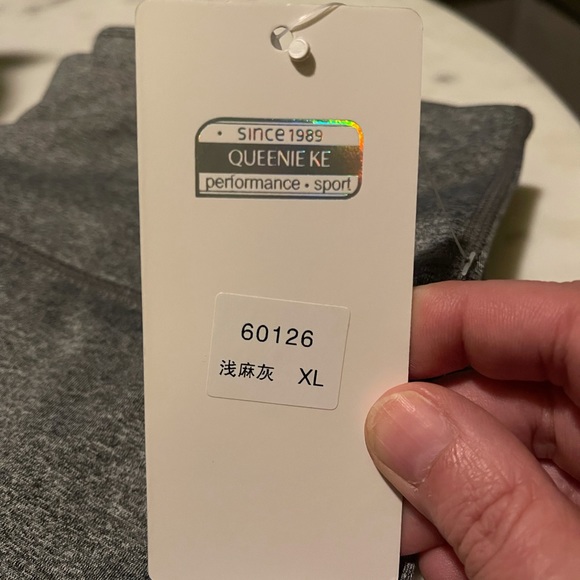 • since 1989
QUEENIE KE
performance • sport
60126
浅麻灰 XL